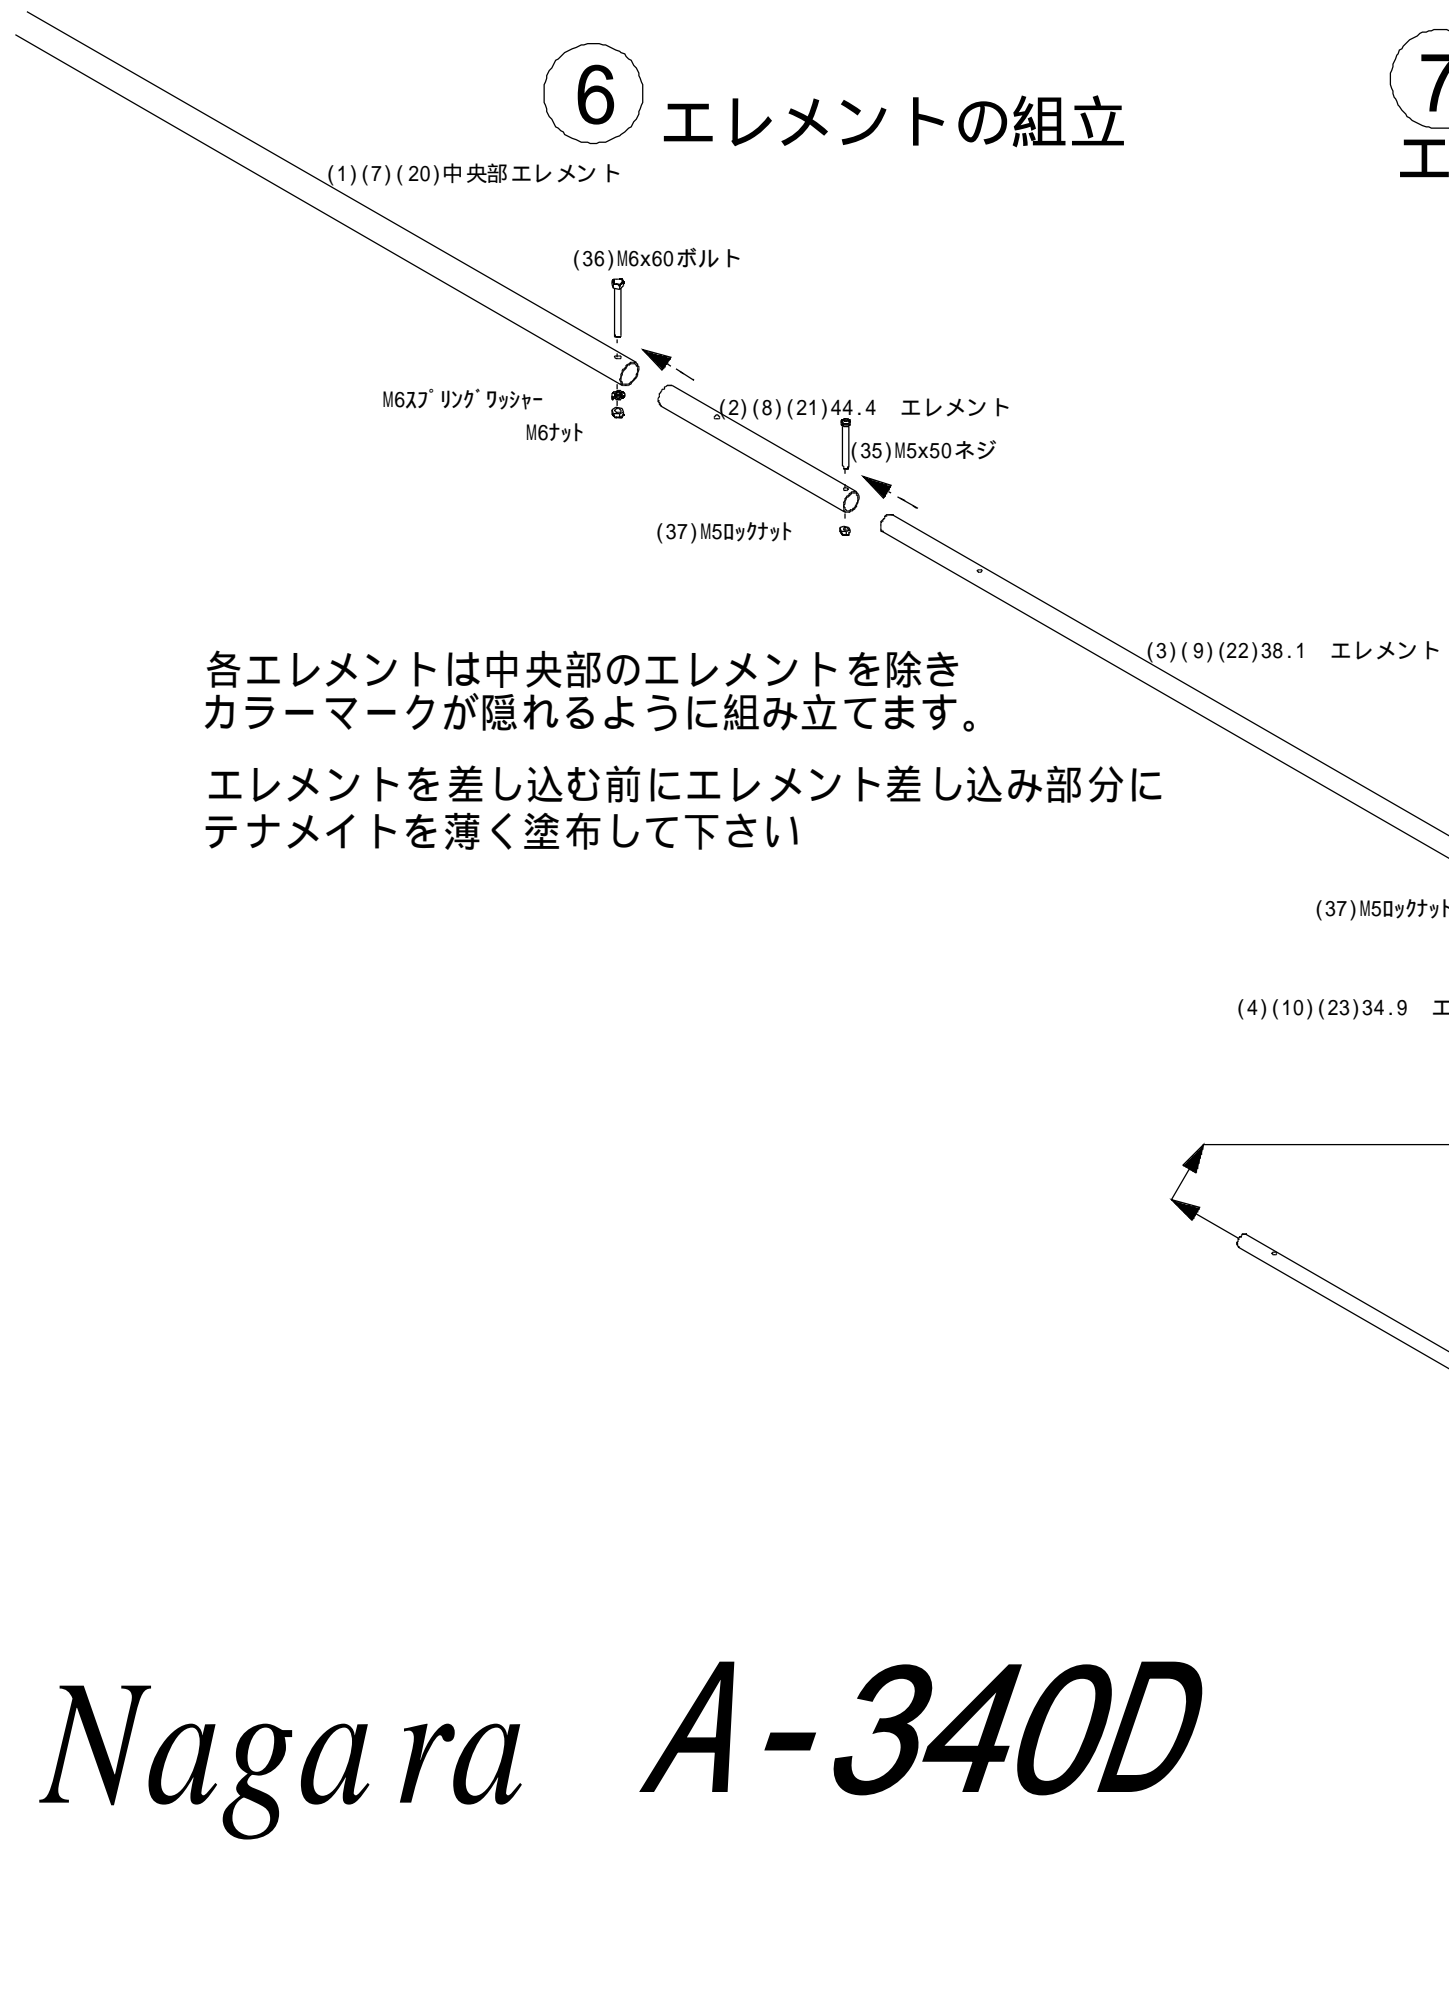 6 エレメントの組立
7
エ
(1)(7)(20)中央部エレメント
(36)M6x60ボルト
M6ｽﾌﾟﾘﾝｸﾞﾜｯｼｬｰ
M6ﾅｯﾄ
(2)(8)(21)44.4　エレメント
(35)M5x50ネジ
(37)M5ﾛｯｸﾅｯﾄ
(3)(9)(22)38.1　エレメント
各エレメントは中央部のエレメントを除き
カラーマークが隠れるように組み立てます。
エレメントを差し込む前にエレメント差し込み部分に
テナメイトを薄く塗布して下さい
(37)M5ﾛｯｸﾅｯﾄ
(4)(10)(23)34.9　エ
Nagara A-340D